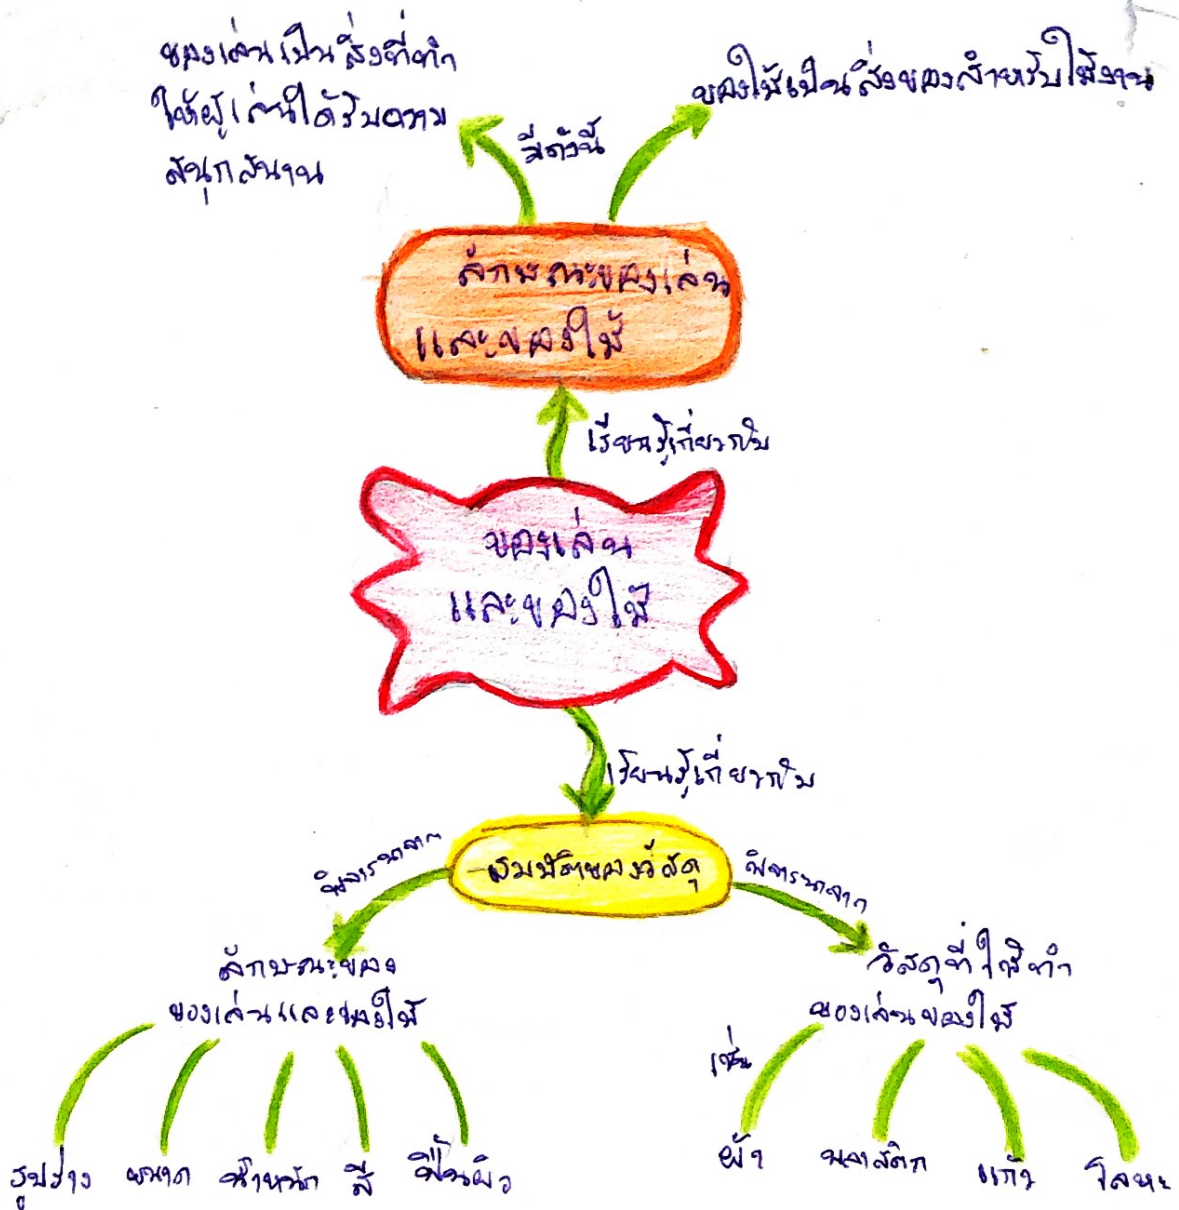 ของเล่นเป็นสิ่งที่ทำ
ให้ผู้เล่นได้รับความ
สนุกสนาน
ของใช้เป็นสิ่งของสำหรับใช้งาน
มีดังนี้
ลักษณะของเล่น
และของใช้
เรียนรู้เกี่ยวกับ
ของเล่น
และของใช้
เรียนรู้เกี่ยวกับ
พิจารณาจาก
สมบัติของวัสดุ
พิจารณาจาก
ลักษณะของ
ของเล่นและของใช้
วัสดุที่ใช้ทำ
ของเล่นของใช้
เช่น
รูปร่าง ขนาด น้ำหนัก สี พื้นผิว
ผ้า พลาสติก แก้ว โลหะ